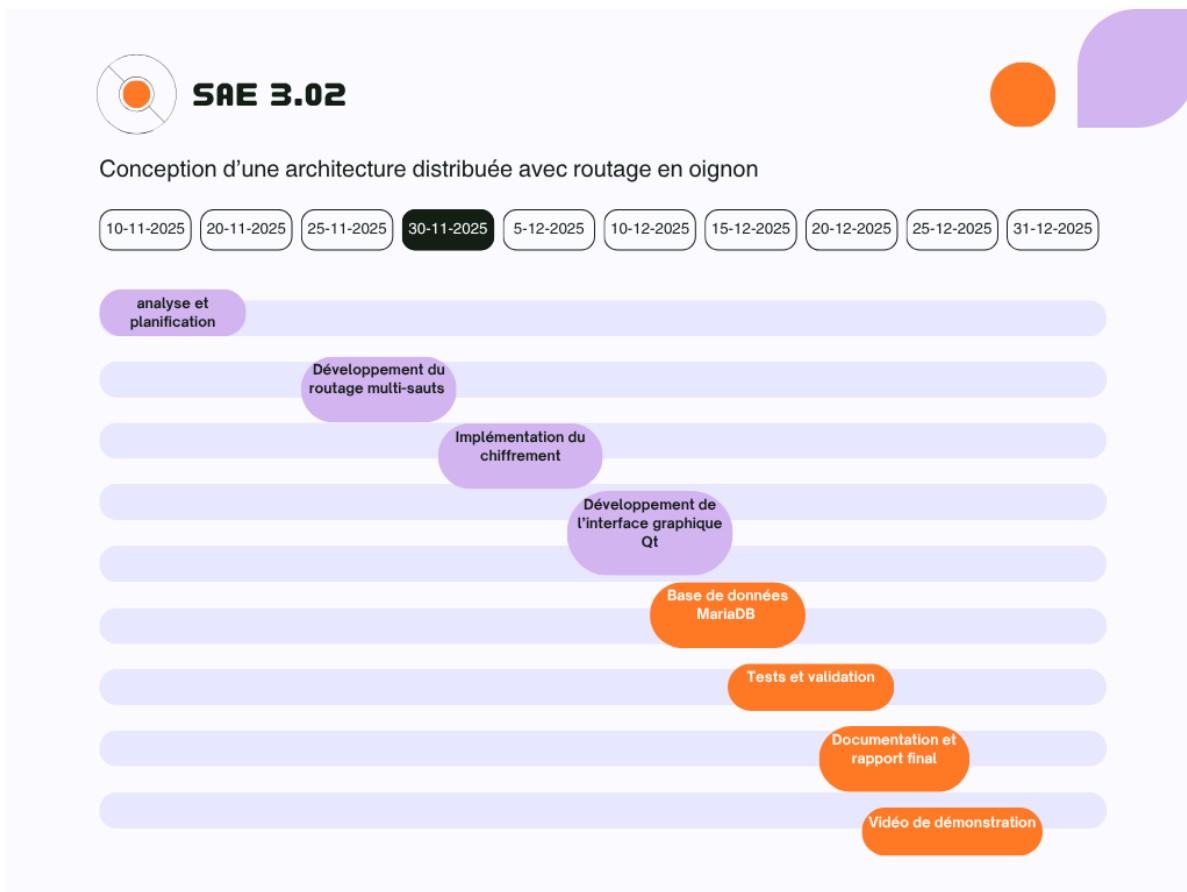 SAE 3.02
Conception d’une architecture distribuée avec routage en oignon
10-11-2025 20-11-2025 25-11-2025 30-11-2025 5-12-2025 10-12-2025 15-12-2025 20-12-2025 25-12-2025 31-12-2025
analyse et
planification
Développement du
routage multi-sauts
Implémentation du
chiffrement
Développement de
l’interface graphique
Qt
Base de données
MariaDB
Tests et validation
Documentation et
rapport final
Vidéo de démonstration